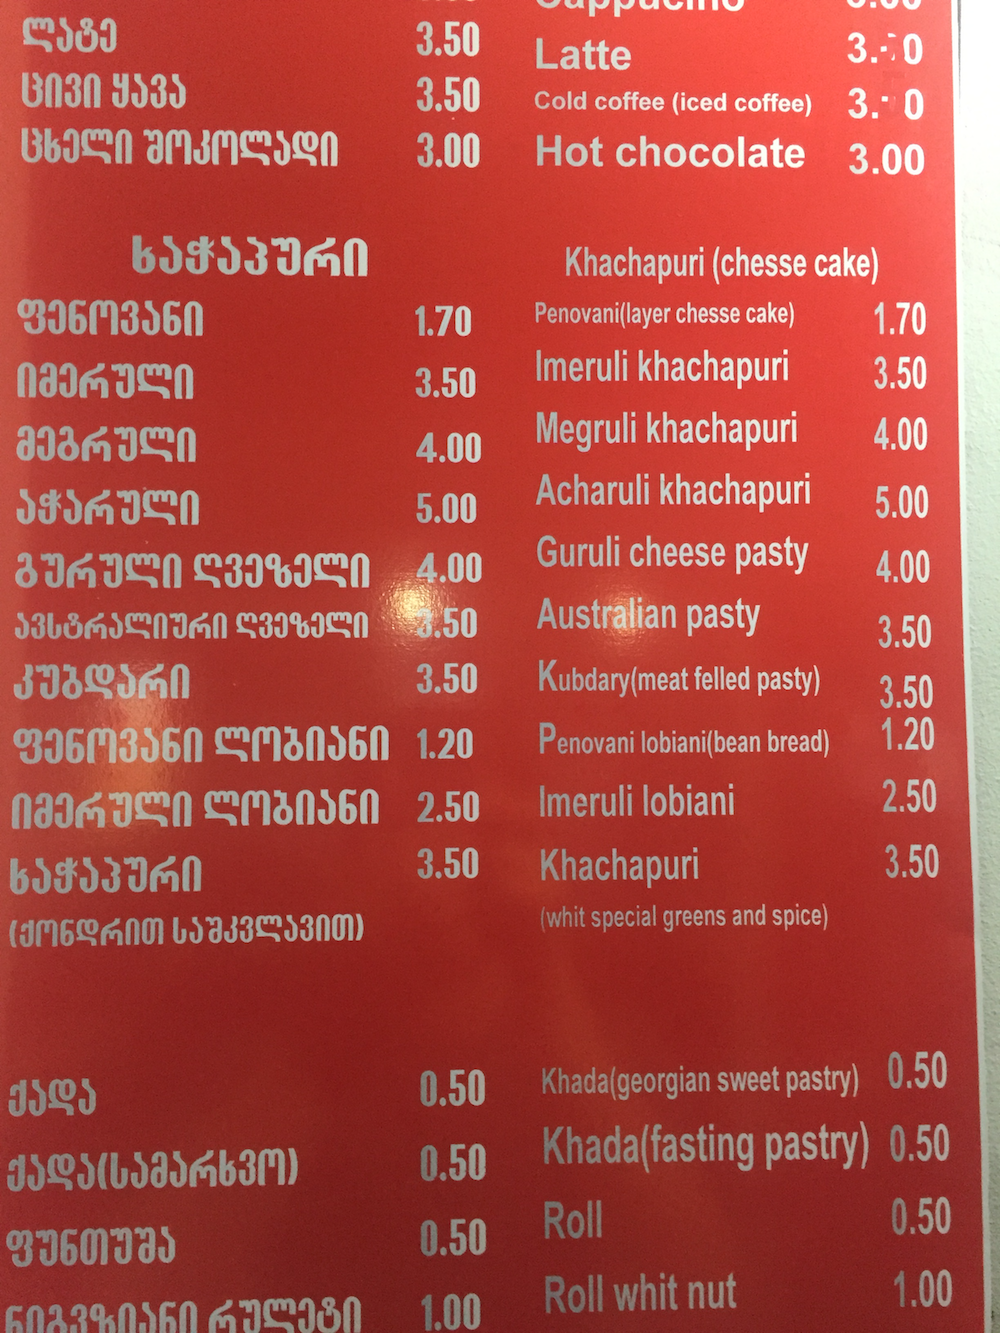 Cappucino
ლატე 3.50 Latte 3.50
ცივი ყავა 3.50 Cold coffee (iced coffee) 3. 0
ცხელი შოკოლადი 3.00 Hot chocolate 3.00
ხაჭაპური Khachapuri (chesse cake)
ფენოვანი 1.70 Penovani(layer chesse cake) 1.70
იმერული 3.50 Imeruli khachapuri 3.50
მეგრული 4.00 Megruli khachapuri 4.00
აჭარული 5.00 Acharuli khachapuri 5.00
გურული ღვეზელი 4.00 Guruli cheese pasty 4.00
ავსტრალიური ღვეზელი 3.50 Australian pasty 3.50
კუბდარი 3.50 Kubdary(meat felled pasty) 3.50
ფენოვანი ლობიანი 1.20 Penovani lobiani(bean bread) 1.20
იმერული ლობიანი 2.50 Imeruli lobiani 2.50
ხაჭაპური 3.50 Khachapuri 3.50
(ქონდრით საშკვლავით) (whit special greens and spice)
ქადა 0.50 Khada(georgian sweet pastry) 0.50
ქადა(სამარხვო) 0.50 Khada(fasting pastry) 0.50
ფუნთუშა 0.50 Roll 0.50
ნიგვზიანი რულეტი 1.00 Roll whit nut 1.00